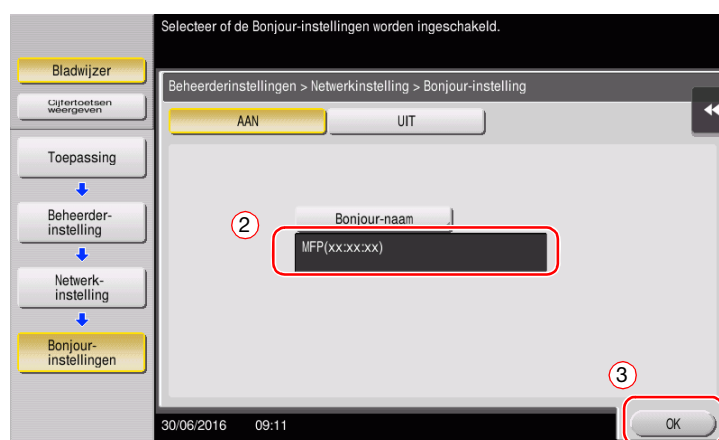 Selecteer of de Bonjour-instellingen worden ingeschakeld.
Bladwijzer
Cijfertoetsen
weergeven
Beheerderinstellingen > Netwerkinstelling > Bonjour-instelling
AAN
UIT
Toepassing
Beheerder-
instelling
Netwerk-
instelling
Bonjour-
instellingen
2
Bonjour-naam
MFP(xx:xx:xx)
3
30/06/2016 09:11
OK